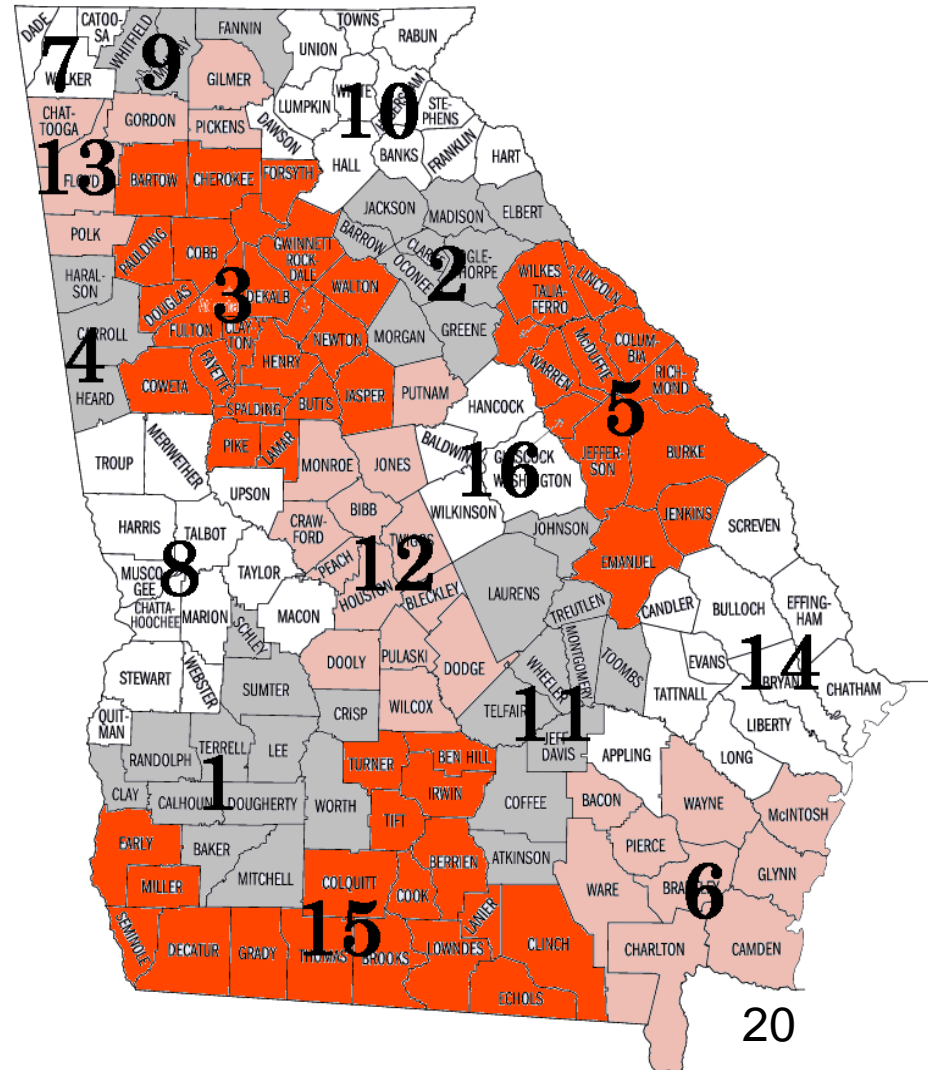 DADE
CATOO-
SA
WHITFIELD
FANNIN
TOWNS
UNION
RABUN
7
9
WALKER
GILMER
LUMPKIN
WHITE
10
STE-
PHENS
CHAT-
TOOGA
GORDON
PICKENS
DAWSON
HALL
BANKS
FRANKLIN
HART
13
FLOYD
BARTOW
CHEROKEE
FORSYTH
JACKSON
MADISON
ELBERT
POLK
PAULDING
COBB
GWINNETT
ROCK-
DALE
BARROW
CLARKE
OCONEE
2
OGLE-
THORPE
HARAL-
SON
DOUGLAS
3
DEKALB
WALTON
WILKES
LINCOLN
TALIA-
FERRO
CARROLL
FULTON
CLAY-
TON
NEWTON
MORGAN
GREENE
McDUFFIE
COLUM-
BIA
4
HEARD
COWETA
FAYETTE
HENRY
WARREN
RICH-
MOND
SPALDING
BUTTS
JASPER
PUTNAM
HANCOCK
5
TROUP
MERIWETHER
PIKE
LAMAR
MONROE
JONES
BALDWIN
GLASCOCK
16
WASHINGTON
JEFFER-
SON
BURKE
UPSON
BIBB
WILKINSON
JENKINS
SCREVEN
HARRIS
TALBOT
CRAW-
FORD
TWIGGS
JOHNSON
8
MUSCO-
GEE
TAYLOR
PEACH
12
EMANUEL
CHATTA-
HOOCHEE
MARION
MACON
HOUSTON
BLECKLEY
LAURENS
TREUTLEN
CANDLER
BULLOCH
EFFING-
HAM
SCHLEY
STEWART
WEBSTER
DOOLY
PULASKI
DODGE
WHEELER
MONTGOMERY
TOOMBS
EVANS
14
BRYAN
CHATHAM
SUMTER
TATTNALL
QUIT-
MAN
CRISP
WILCOX
TELFAIR
11
JEFF
DAVIS
LIBERTY
RANDOLPH
TERRELL
LEE
TURNER
BEN HILL
APPLING
LONG
CLAY
1
CALHOUN
DOUGHERTY
WORTH
IRWIN
COFFEE
BACON
WAYNE
McINTOSH
TIFT
EARLY
BAKER
MITCHELL
BERRIEN
ATKINSON
PIERCE
MILLER
COLQUITT
COOK
WARE
BRANTLEY
6
GLYNN
SEMINOLE
DECATUR
GRADY
15
THOMAS
BROOKS
LANIER
LOWNDES
CLINCH
CHARLTON
CAMDEN
ECHOLS
20